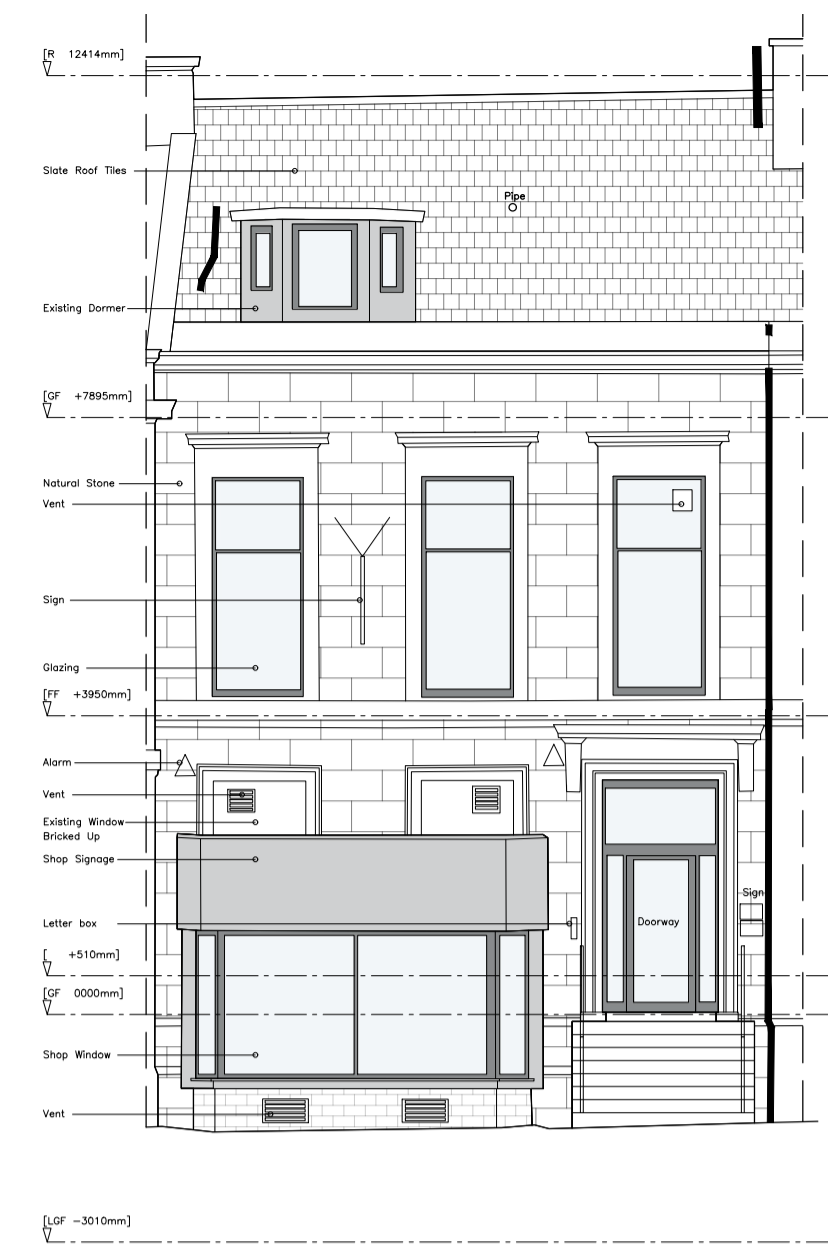 [R 12414mm]
Slate Roof Tiles
Pipe
Existing Dormer
[GF +7895mm]
Natural Stone
Vent
Sign
Glazing
[FF +3950mm]
Alarm
Vent
Existing Window
Bricked Up
Shop Signage
Sign
Letter box
Doorway
[ +510mm]
[GF 0000mm]
Shop Window
Vent
[LGF -3010mm]